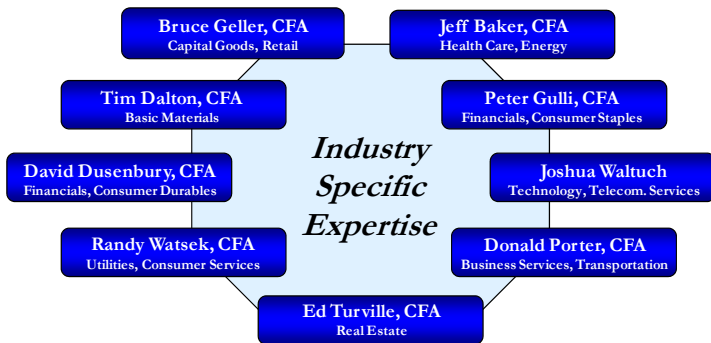 Bruce Geller, CFA
Capital Goods, Retail
Jeff Baker, CFA
Health Care, Energy
Tim Dalton, CFA
Basic Materials
Peter Gulli, CFA
Financials, Consumer Staples
Industry
Specific
Expertise
David Dusenbury, CFA
Financials, Consumer Durables
Joshua Waltuch
Technology, Telecom. Services
Randy Watsek, CFA
Utilities, Consumer Services
Donald Porter, CFA
Business Services, Transportation
Ed Turville, CFA
Real Estate